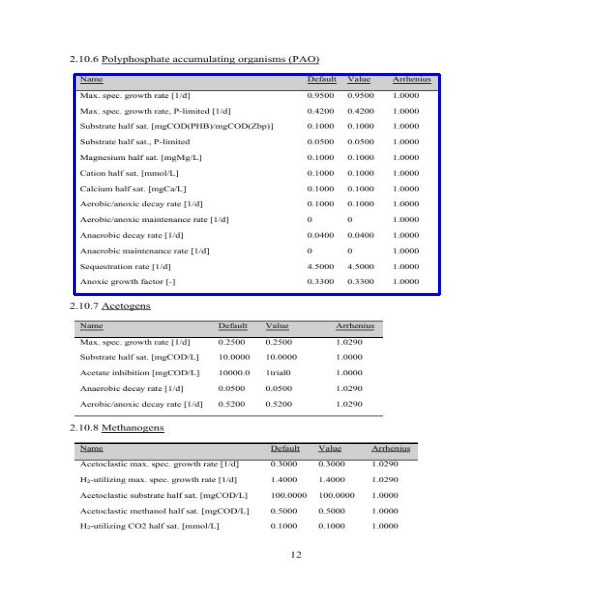 2.10.6 Polyphosphate accumulating organisms (PAO)
Name Default Value Arrhenius
Max. spec. growth rate [1/d] 0.9500 0.9500 1.0000
Max. spec. growth rate, P-limited [1/d] 0.4200 0.4200 1.0000
Substrate half sat. [mgCOD(PHB)/mgCOD(Zbp)] 0.1000 0.1000 1.0000
Substrate half sat., P-limited 0.0500 0.0500 1.0000
Magnesium half sat. [mgMg/L] 0.1000 0.1000 1.0000
Cation half sat. [mmol/L] 0.1000 0.1000 1.0000
Calcium half sat. [mgCa/L] 0.1000 0.1000 1.0000
Aerobic/anoxic decay rate [1/d] 0.1000 0.1000 1.0000
Aerobic/anoxic maintenance rate [1/d] 0 0 1.0000
Anaerobic decay rate [1/d] 0.0400 0.0400 1.0000
Anaerobic maintenance rate [1/d] 0 0 1.0000
Sequestration rate [1/d] 4.5000 4.5000 1.0000
Anoxic growth factor [-] 0.3300 0.3300 1.0000
2.10.7 Acetogens
Name Default Value Arrhenius
Max. spec. growth rate [1/d] 0.2500 0.2500 1.0290
Substrate half sat. [mgCOD/L] 10.0000 10.0000 1.0000
Acetate inhibition [mgCOD/L] 10000.0 1trial0 1.0000
Anaerobic decay rate [1/d] 0.0500 0.0500 1.0290
Aerobic/anoxic decay rate [1/d] 0.5200 0.5200 1.0290
2.10.8 Methanogens
Name Default Value Arrhenius
Acetoclastic max. spec. growth rate [1/d] 0.3000 0.3000 1.0290
H₂-utilizing max. spec. growth rate [1/d] 1.4000 1.4000 1.0290
Acetoclastic substrate half sat. [mgCOD/L] 100.0000 100.0000 1.0000
Acetoclastic methanol half sat. [mgCOD/L] 0.5000 0.5000 1.0000
H₂-utilizing CO2 half sat. [mmol/L] 0.1000 0.1000 1.0000
12